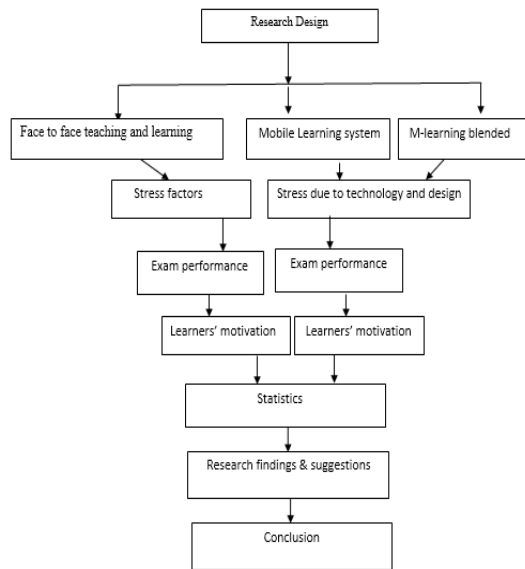 Research Design
Face to face teaching and learning
Mobile Learning system
M-learning blended
Stress factors
Stress due to technology and design
Exam performance
Exam performance
Learners’ motivation
Learners’ motivation
Statistics
Research findings & suggestions
Conclusion